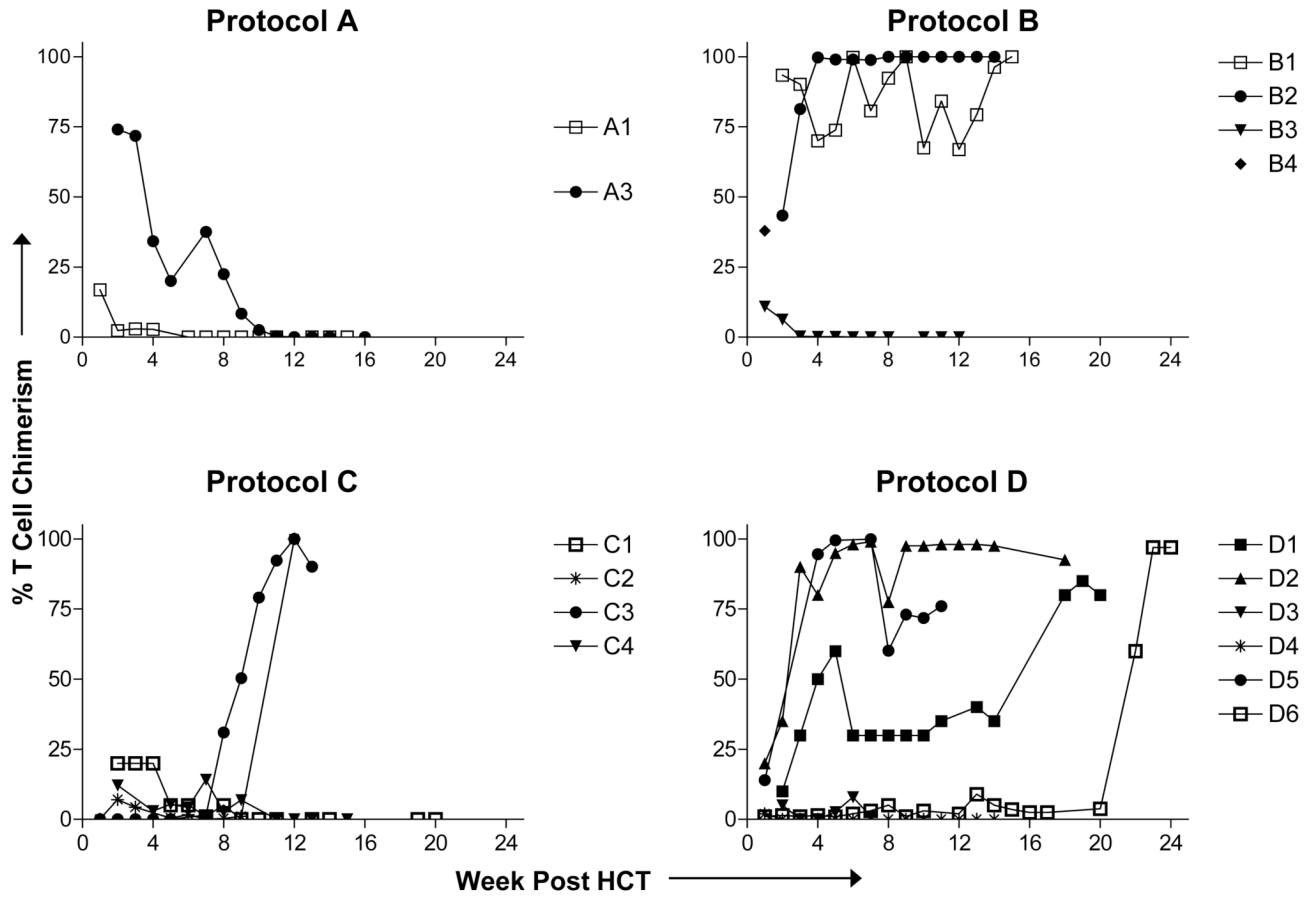 Protocol A
100
75
50
25
0
0 4 8 12 16 20 24
A1
A3
Protocol B
100
75
50
25
0
0 4 8 12 16 20 24
B1
B2
B3
B4
Protocol C
100
75
50
25
0
0 4 8 12 16 20 24
C1
C2
C3
C4
Protocol D
100
75
50
25
0
0 4 8 12 16 20 24
D1
D2
D3
D4
D5
D6
% T Cell Chimerism
Week Post HCT